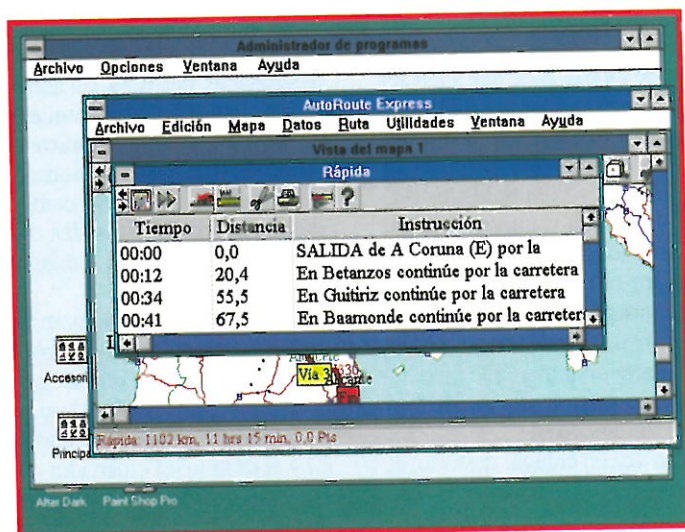 Administrador de programas
Archivo Opciones Ventana Ayuda
AutoRoute Express
Archivo Edición Mapa Datos Ruta Utilidades Ventana Ayuda
Vista del mapa 1
Rápida
Tiempo Distancia Instrucción
00:00 0,0 SALIDA de A Coruna (E) por la
00:12 20,4 En Betanzos continúe por la carretera
00:34 55,5 En Guitiriz continúe por la carretera
00:41 67,5 En Baamonde continúe por la carreter
Accesori
Vía 3
Alicante
Princip
Rápida: 1102 km, 11 hrs 15 min, 0,0 Pts
After Dark Paint Shop Pro